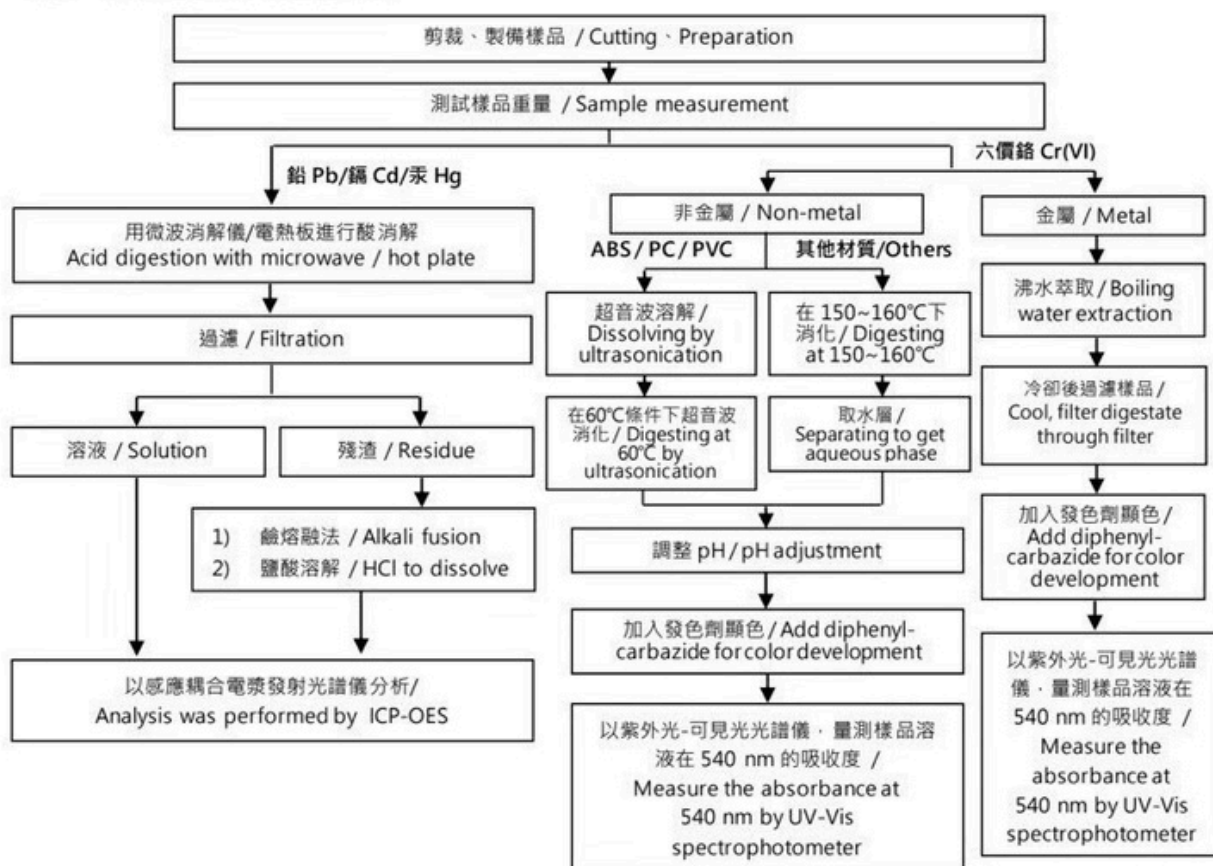 剪裁、製備樣品 / Cutting、Preparation
測試樣品重量 / Sample measurement
鉛 Pb/鎘 Cd/汞 Hg
六價鉻 Cr(VI)
用微波消解儀/電熱板進行酸消解
Acid digestion with microwave / hot plate
過濾 / Filtration
溶液 / Solution
殘渣 / Residue
1) 鹼熔融法 / Alkali fusion
2) 鹽酸溶解 / HCl to dissolve
以感應耦合電漿發射光譜儀分析/
Analysis was performed by ICP-OES
非金屬 / Non-metal
ABS / PC / PVC
其他材質/Others
超音波溶解 /
Dissolving by
ultrasonication
在60℃條件下超音波
消化/ Digesting at
60℃ by
ultrasonication
在 150~160℃下
消化/ Digesting
at 150~160℃
取水層 /
Separating to get
aqueous phase
調整 pH / pH adjustment
加入發色劑顯色/ Add diphenyl-
carbazide for color development
以紫外光-可見光光譜儀，量測樣品溶
液在 540 nm 的吸收度 /
Measure the absorbance at
540 nm by UV-Vis
spectrophotometer
金屬 / Metal
沸水萃取 / Boiling
water extraction
冷卻後過濾樣品/
Cool, filter digestate
through filter
加入發色劑顯色/
Add diphenyl-
carbazide for color
development
以紫外光-可見光光譜
儀，量測樣品溶液在
540 nm 的吸收度 /
Measure the
absorbance at
540 nm by UV-Vis
spectrophotometer